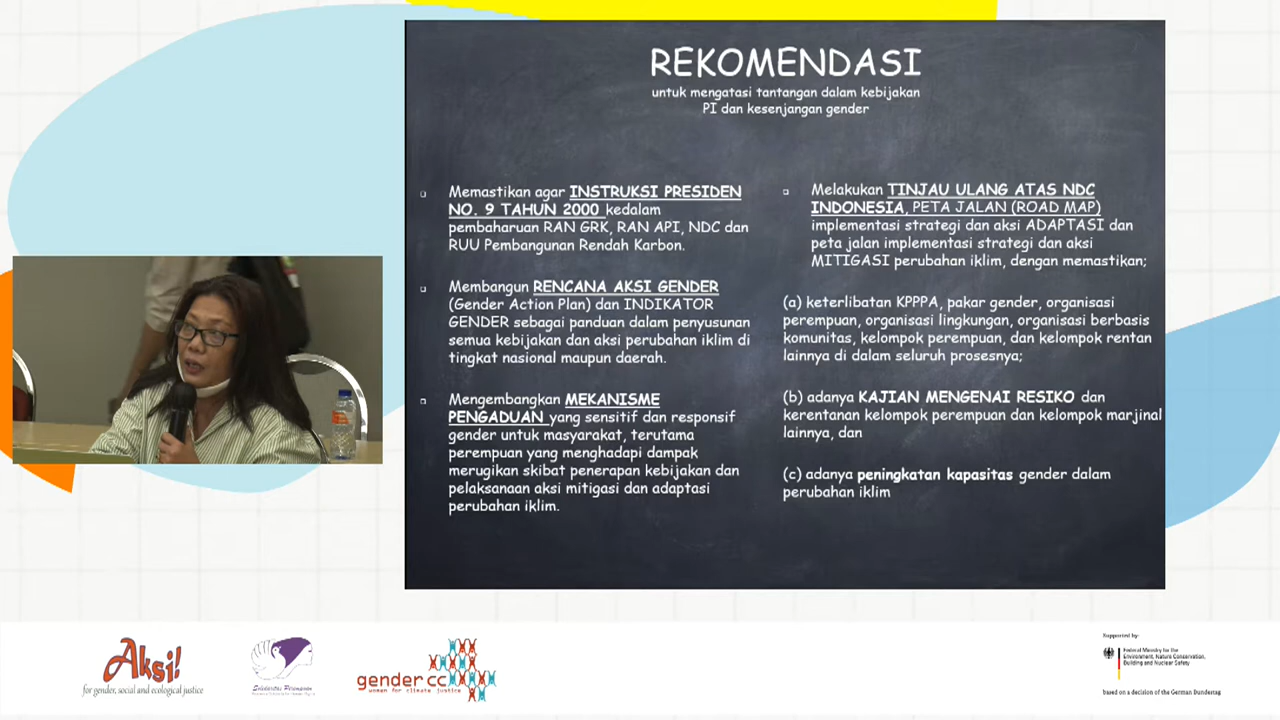 REKOMENDASI
untuk mengatasi tantangan dalam kebijakan
PI dan kesenjangan gender
Memastikan agar INSTRUKSI PRESIDEN
NO. 9 TAHUN 2000 kedalam
pembaharuan RAN GRK, RAN API, NDC dan
RUU Pembangunan Rendah Karbon.
Membangun RENCANA AKSI GENDER
(Gender Action Plan) dan INDIKATOR
GENDER sebagai panduan dalam penyusunan
semua kebijakan dan aksi perubahan iklim di
tingkat nasional maupun daerah.
Mengembangkan MEKANISME
PENGADUAN yang sensitif dan responsif
gender untuk masyarakat, terutama
perempuan yang menghadapi dampak
merugikan skibat penerapan kebijakan dan
pelaksanaan aksi mitigasi dan adaptasi
perubahan iklim.
Melakukan TINJAU ULANG ATAS NDC
INDONESIA, PETA JALAN (ROAD MAP)
implementasi strategi dan aksi ADAPTASI dan
peta jalan implementasi strategi dan aksi
MITIGASI perubahan iklim, dengan memastikan;
(a) keterlibatan KPPPA, pakar gender, organisasi
perempuan, organisasi lingkungan, organisasi berbasis
komunitas, kelompok perempuan, dan kelompok rentan
lainnya di dalam seluruh prosesnya;
(b) adanya KAJIAN MENGENAI RESIKO dan
kerentanan kelompok perempuan dan kelompok marjinal
lainnya, dan
(c) adanya peningkatan kapasitas gender dalam
perubahan iklim
Aksi!
for gender, social and ecological justice
Solidaritas Perempuan
gender cc
women for climate justice
Supported by:
Federal Ministry for the
Environment, Nature Conservation,
Building and Nuclear Safety
based on a decision of the German Bundestag